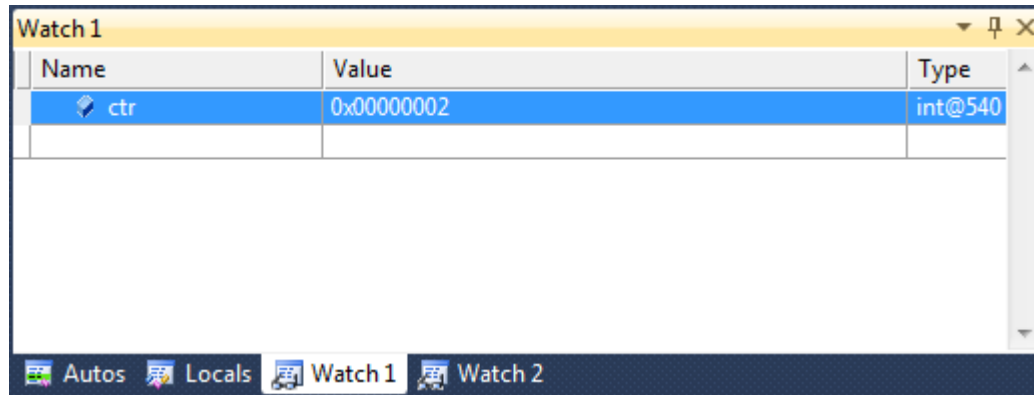 Watch 1
Name Value Type
ctr 0x00000002 int@540
Autos Locals Watch 1 Watch 2